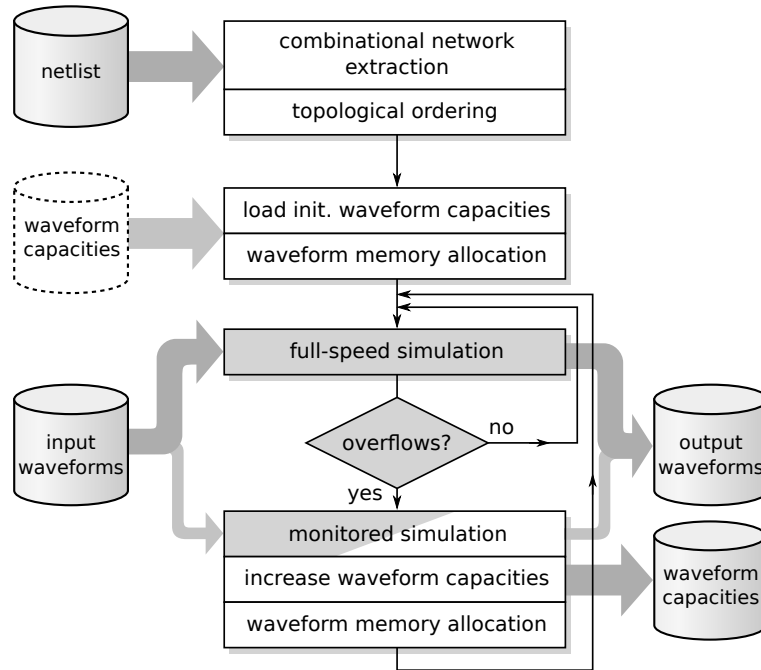 netlist
combinational network
extraction
topological ordering
waveform
capacities
load init. waveform capacities
waveform memory allocation
full-speed simulation
input
waveforms
overflows?
no
yes
output
waveforms
monitored simulation
increase waveform capacities
waveform memory allocation
waveform
capacities